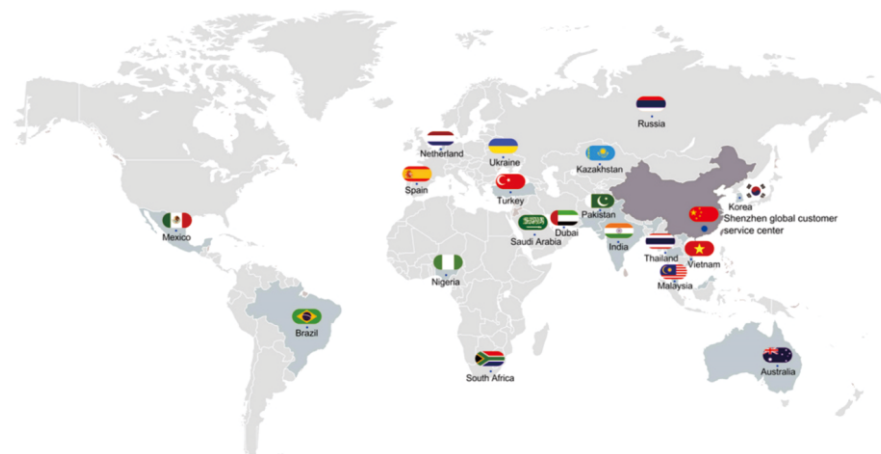 Russia
Netherland
Ukraine
Kazakhstan
Spain
Turkey
Korea
Pakistan
Shenzhen global customer
service center
Mexico
Dubai
Saudi Arabia
India
Thailand
Vietnam
Nigeria
Malaysia
Brazil
Australia
South Africa